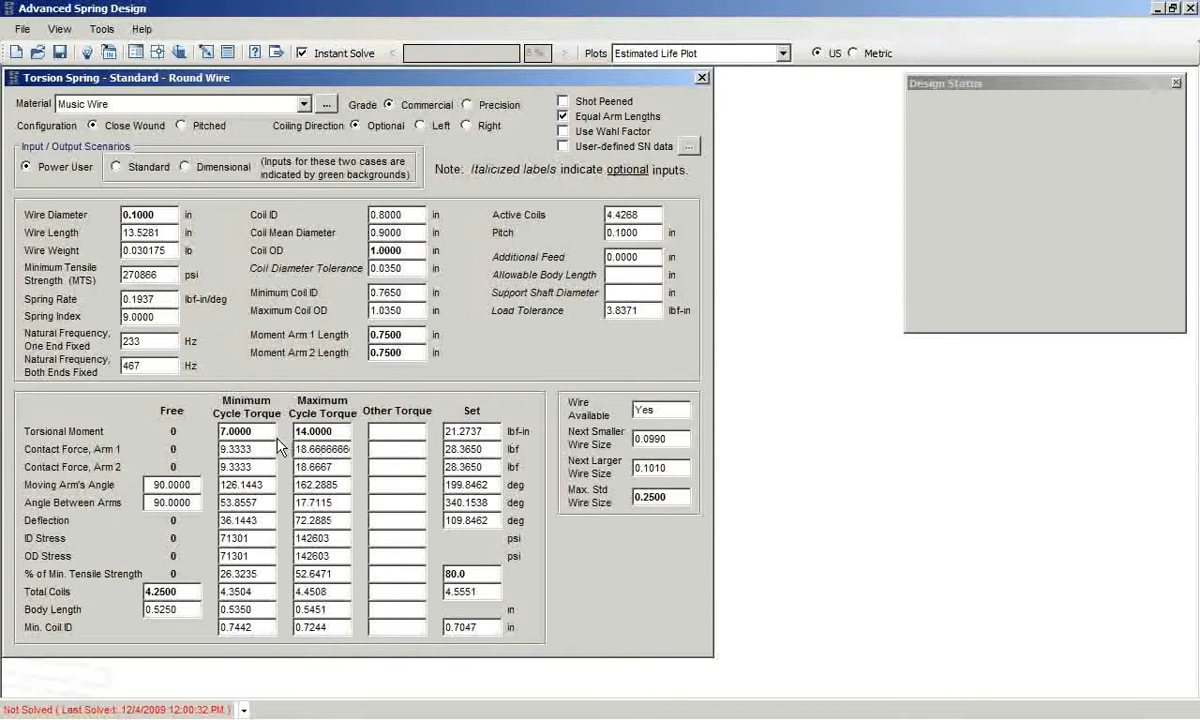 Advanced Spring Design
File View Tools Help
Instant Solve < % > Plots Estimated Life Plot US Metric
Torsion Spring - Standard - Round Wire
Design Status
Material Music Wire ... Grade Commercial Precision
Shot Peened
Equal Arm Lengths
Configuration Close Wound Pitched Coiling Direction Optional Left Right
Use Wahl Factor
User-defined SN data ...
Input / Output Scenarios
Power User Standard Dimensional (Inputs for these two cases are
indicated by green backgrounds)
Note: Italicized labels indicate optional inputs.
Wire Diameter 0.1000 in Coil ID 0.8000 in Active Coils 4.4268
Wire Length 13.5281 in Coil Mean Diameter 0.9000 in Pitch 0.1000 in
Wire Weight 0.030175 lb Coil OD 1.0000 in Additional Feed 0.0000 in
Minimum Tensile
Strength (MTS) 270866 psi Coil Diameter Tolerance 0.0350 in Allowable Body Length in
Spring Rate 0.1937 lbf-in/deg Minimum Coil ID 0.7650 in Support Shaft Diameter in
Spring Index 9.0000 Maximum Coil OD 1.0350 in Load Tolerance 3.8371 lbf-in
Natural Frequency,
One End Fixed 233 Hz Moment Arm 1 Length 0.7500 in
Natural Frequency,
Both Ends Fixed 467 Hz Moment Arm 2 Length 0.7500 in
Free Minimum
Cycle Torque Maximum
Cycle Torque Other Torque Set
Torsional Moment 0 7.0000 14.0000 21.2737 lbf-in
Contact Force, Arm 1 0 9.3333 18.6666666 28.3650 lbf
Contact Force, Arm 2 0 9.3333 18.6667 28.3650 lbf
Moving Arm's Angle 90.0000 126.1443 162.2885 199.8462 deg
Angle Between Arms 90.0000 53.8557 17.7115 340.1538 deg
Deflection 0 36.1443 72.2885 109.8462 deg
ID Stress 0 71301 142603 psi
OD Stress 0 71301 142603 psi
% of Min. Tensile Strength 0 26.3235 52.6471 80.0
Total Coils 4.2500 4.3504 4.4508 4.5551
Body Length 0.5250 0.5350 0.5451 in
Min. Coil ID 0.7442 0.7244 0.7047 in
Wire
Available Yes
Next Smaller
Wire Size 0.0990
Next Larger
Wire Size 0.1010
Max. Std
Wire Size 0.2500
Not Solved ( Last Solved: 12/4/2009 12:00:32 PM )